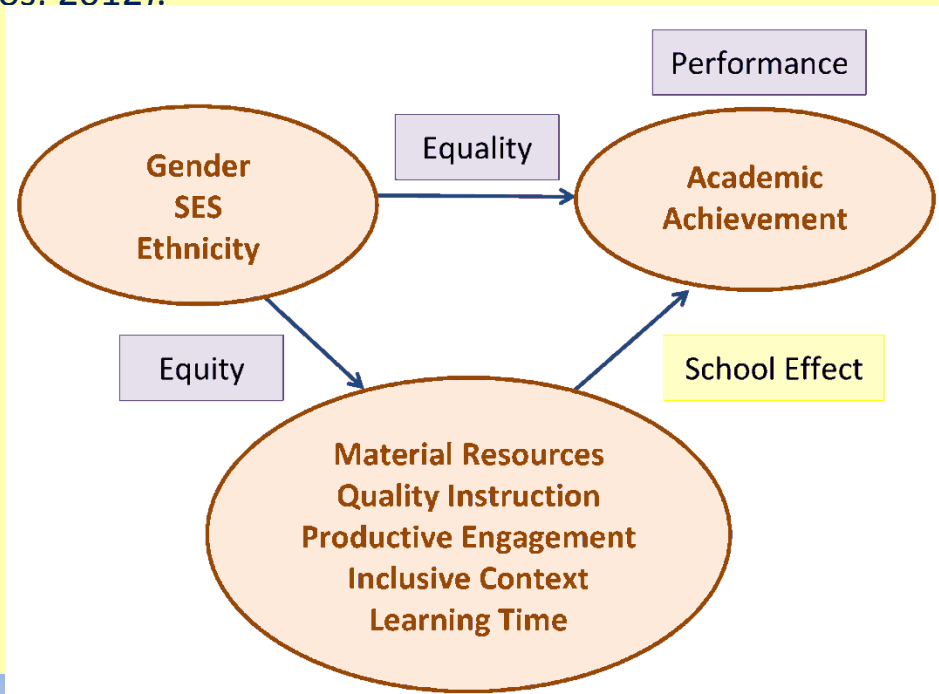 2012).
Performance
Equality
Gender
SES
Ethnicity
Academic
Achievement
Equity
School Effect
Material Resources
Quality Instruction
Productive Engagement
Inclusive Context
Learning Time